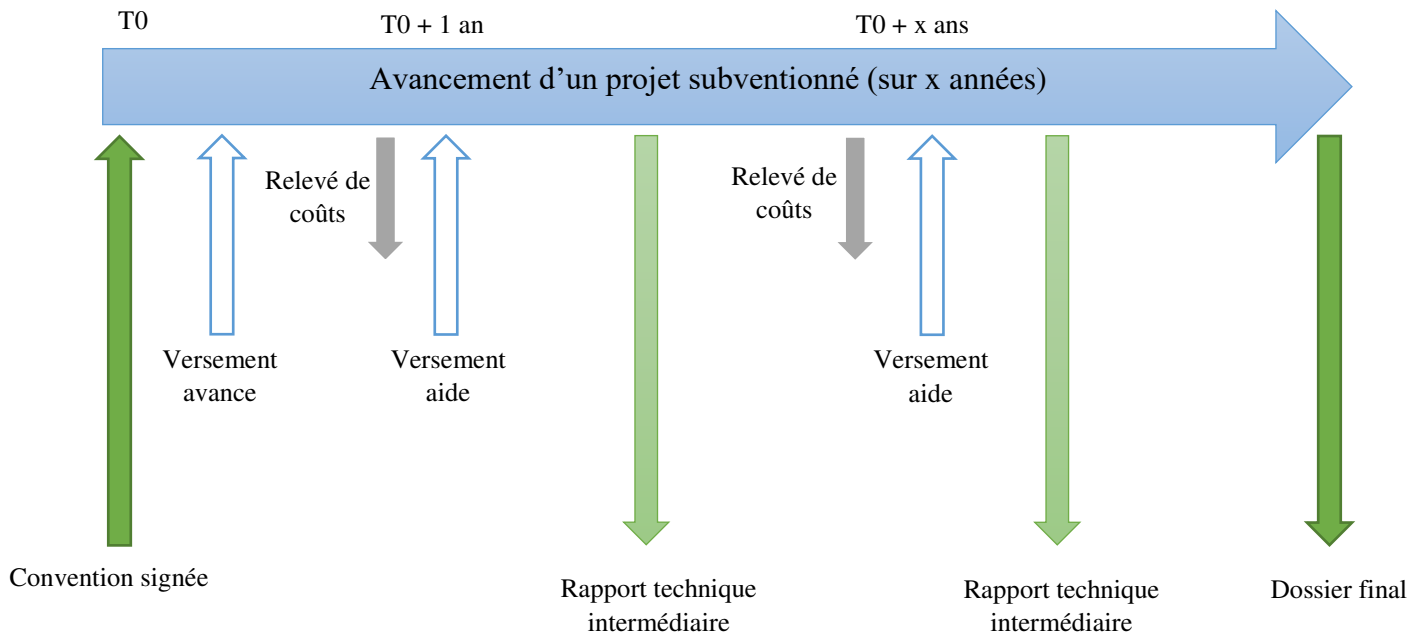 T0
T0 + 1 an
T0 + x ans
Avancement d’un projet subventionné (sur x années)
Relevé de
coûts
Relevé de
coûts
Versement
avance
Versement
aide
Versement
aide
Convention signée
Rapport technique
intermédiaire
Rapport technique
intermédiaire
Dossier final